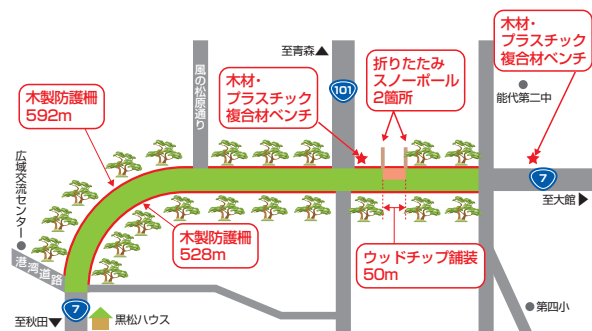 至青森▲
101
風の松原通り
木材・
プラスチック
複合材ベンチ
折りたたみ
スノーポール
2箇所
木材・
プラスチック
複合材ベンチ
能代第二中
木製防護柵
592m
広域交流センター
7
至大館▶
木製防護柵
528m
ウッドチップ舗装
50m
港湾道路
7
至秋田▼
黒松ハウス
第四小